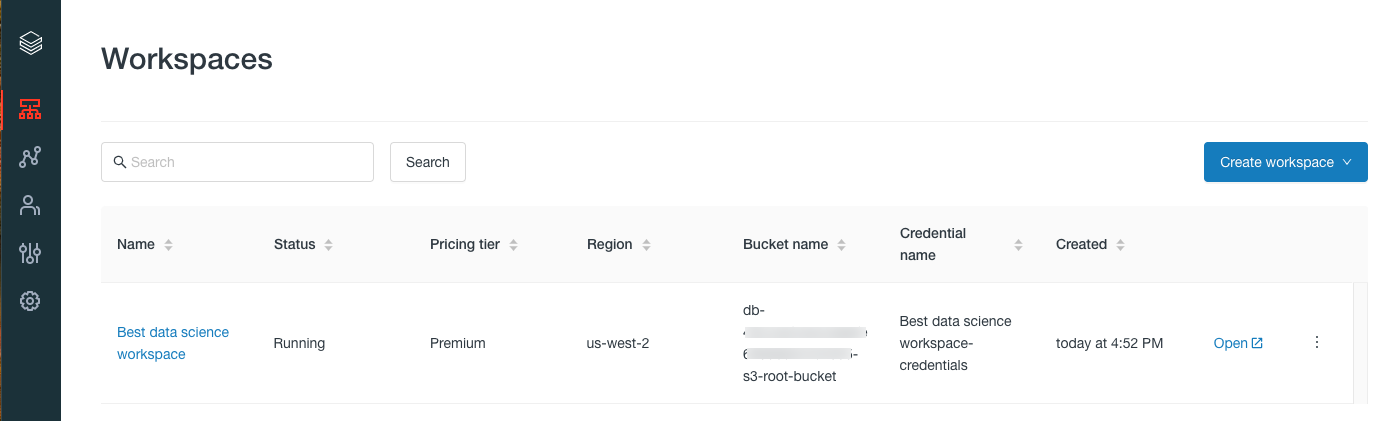 Workspaces
Search
Search
Create workspace
Name
Status
Pricing tier
Region
Bucket name
Credential
name
Created
Best data science
workspace
Running
Premium
us-west-2
db-
s3-root-bucket
Best data science
workspace-
credentials
today at 4:52 PM
Open